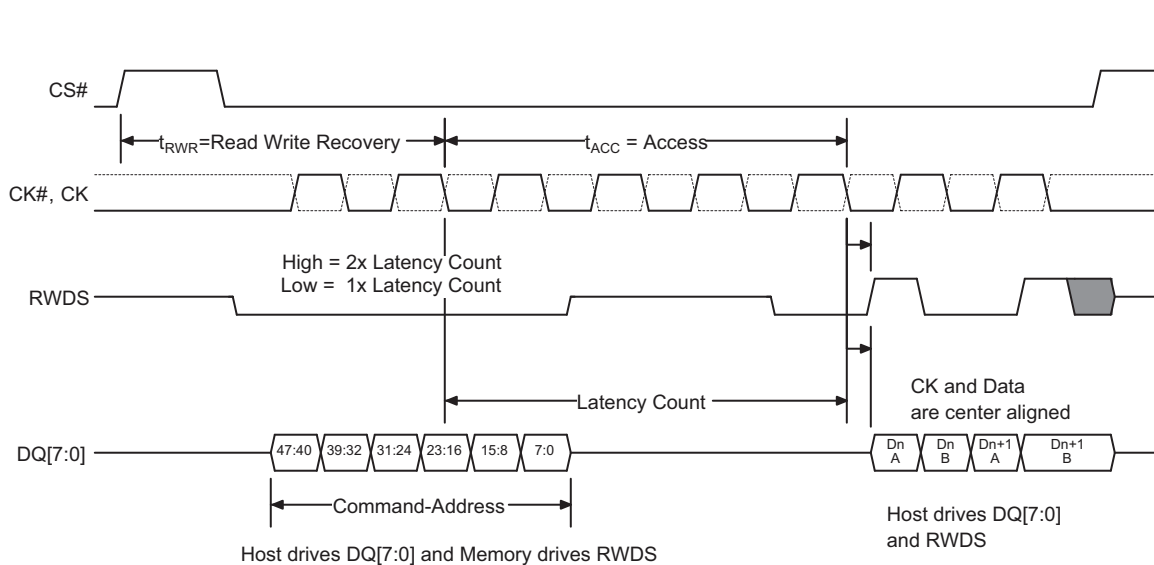 CS#
t_RWR=Read Write Recovery
t_ACC = Access
CK#, CK
High = 2x Latency Count
Low = 1x Latency Count
RWDS
Latency Count
CK and Data
are center aligned
DQ[7:0]
47:40 39:32 31:24 23:16 15:8 7:0
Dn
A
Dn
B
Dn+1
A
Dn+1
B
Command-Address
Host drives DQ[7:0]
and RWDS
Host drives DQ[7:0] and Memory drives RWDS